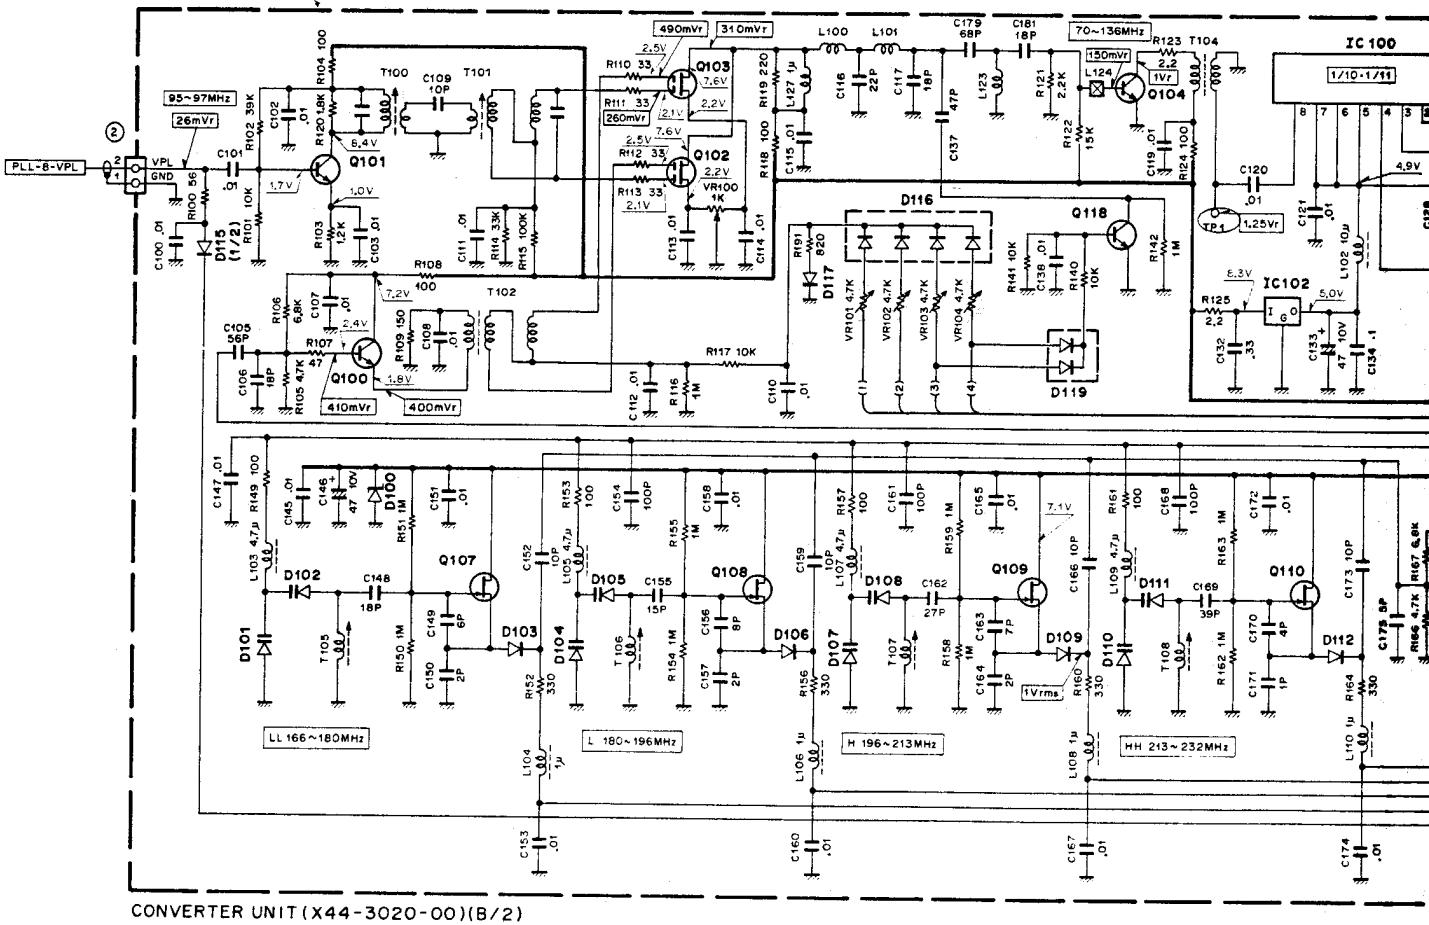 490mVr 310mVr
C179 68P
C181 18P
70~136MHz
R123 2.2
T104
IC 100
1/10·1/11
8 7 6 5 4 3
R104 100
2.5V
R110 33
Q103
7.6V
2.2V
2.1V
R111 33
260mVr
L100
L101
150mVr
L124
1Vr
Q104
R119 220
L127 1μ
C116 22P
C117 18P
L123
R121 2.2K
T100
C109 10P
T101
95~97MHz
26mVr
R102 39K
C102 .01
R120 1.8K
6.4V
Q101
47P
C137
R122 15K
C119 .01
R124 100
7.6V
2.5V
R112 33
Q102
R118 100
C115 .01
4.9V
2
PLL-8-VPL
2 VPL
1 GND
C101 .01
1.7V
1.0V
R113 33
2.1V
2.2V
VR100 1K
C120 .01
R100 56
R101 10K
R103 1.2K
C103 .01
C100 .01
D115 (1/2)
C111 .01
R114 33K
R115 100K
C113 .01
C114 .01
D116
Q118
R142 1M
TP1
1.25Vr
C121 .01
L102 10μ
R191 820
D117
VR101 4.7K
VR102 4.7K
VR103 4.7K
VR104 4.7K
R141 10K
C138 .01
R140 10K
R108 100
7.2V
T102
R106 6.8K
C107 .01
R109 150
C108 .01
8.3V
IC102
5.0V
R125 2.2
I G O
C132 .33
C133 47 10V
C134 .1
C105 56P
2.4V
R107 47
Q100
C106 18P
R105 4.7K
1.8V
410mVr
400mVr
R117 10K
C112 .01
R116 1M
C110 .01
(1) (2) (3) (4)
D119
C147 .01
R149 100
C145 .01
C146 47 10V
D100
R151 1M
C151 .01
R153 100
C154 100P
R155 1M
C158 .01
R157 100
C161 100P
R159 1M
C165 .01
7.1V
R161 100
C168 100P
R163 1M
C172 .01
L103 4.7μ
C152 10P
L105 4.7μ
C159 10P
L107 4.7μ
C166 10P
L109 4.7μ
C173 10P
R167 6.8K
D102
C148 18P
Q107
D105
C155 15P
Q108
D108
C162 27P
Q109
D111
C169 39P
Q110
D101
T105
R150 1M
C149 6P
C150 2P
D103
D104
T106
R154 1M
C156 8P
C157 2P
D106
D107
T107
R158 1M
C163 7P
C164 2P
D109
D110
T108
R162 1M
C170 4P
C171 1P
D112
C175 5P
R166 4.7K
R152 330
R156 330
1Vrms
R160 330
R164 330
LL 166~180MHz
L 180~196MHz
H 196~213MHz
HH 213~232MHz
L104 1μ
L106 1μ
L108 1μ
L110 1μ
C153 .01
C160 .01
C167 .01
C174 .01
CONVERTER UNIT (X44-3020-00)(B/2)